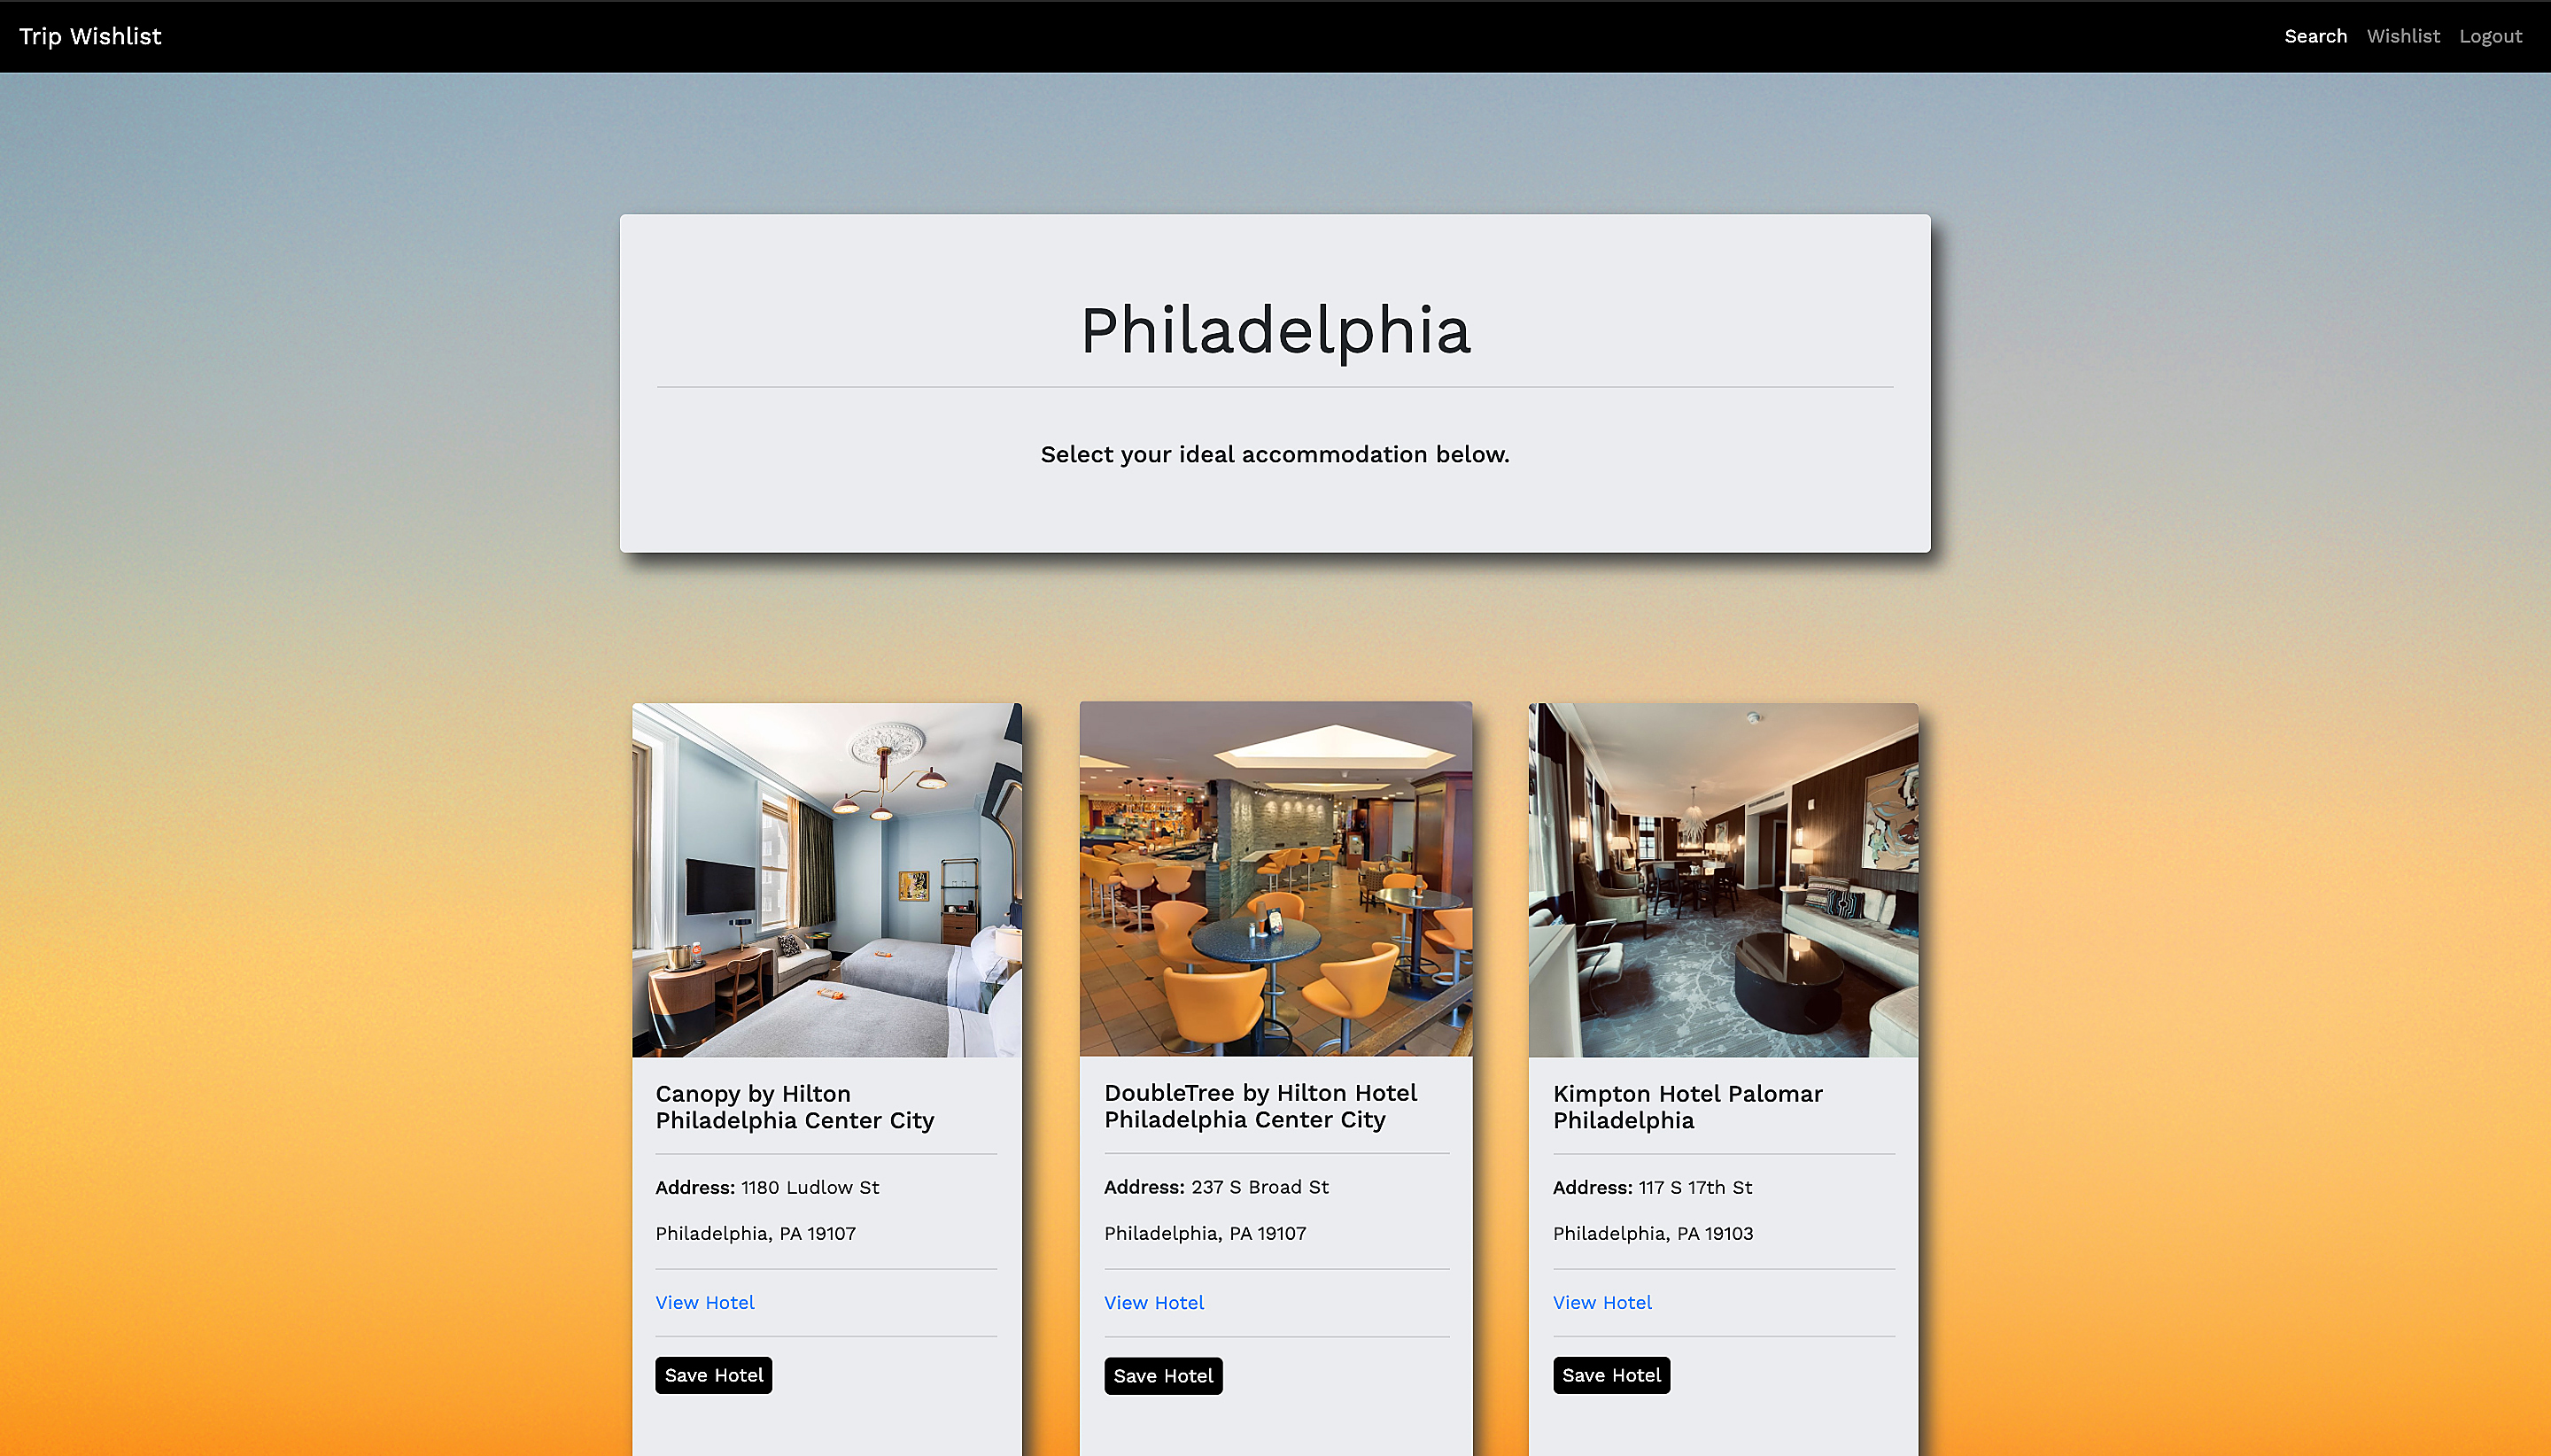 Trip Wishlist
Search Wishlist Logout
Philadelphia
Select your ideal accommodation below.
Canopy by Hilton
Philadelphia Center City
Address: 1180 Ludlow St
Philadelphia, PA 19107
View Hotel
Save Hotel
DoubleTree by Hilton Hotel
Philadelphia Center City
Address: 237 S Broad St
Philadelphia, PA 19107
View Hotel
Save Hotel
Kimpton Hotel Palomar
Philadelphia
Address: 117 S 17th St
Philadelphia, PA 19103
View Hotel
Save Hotel